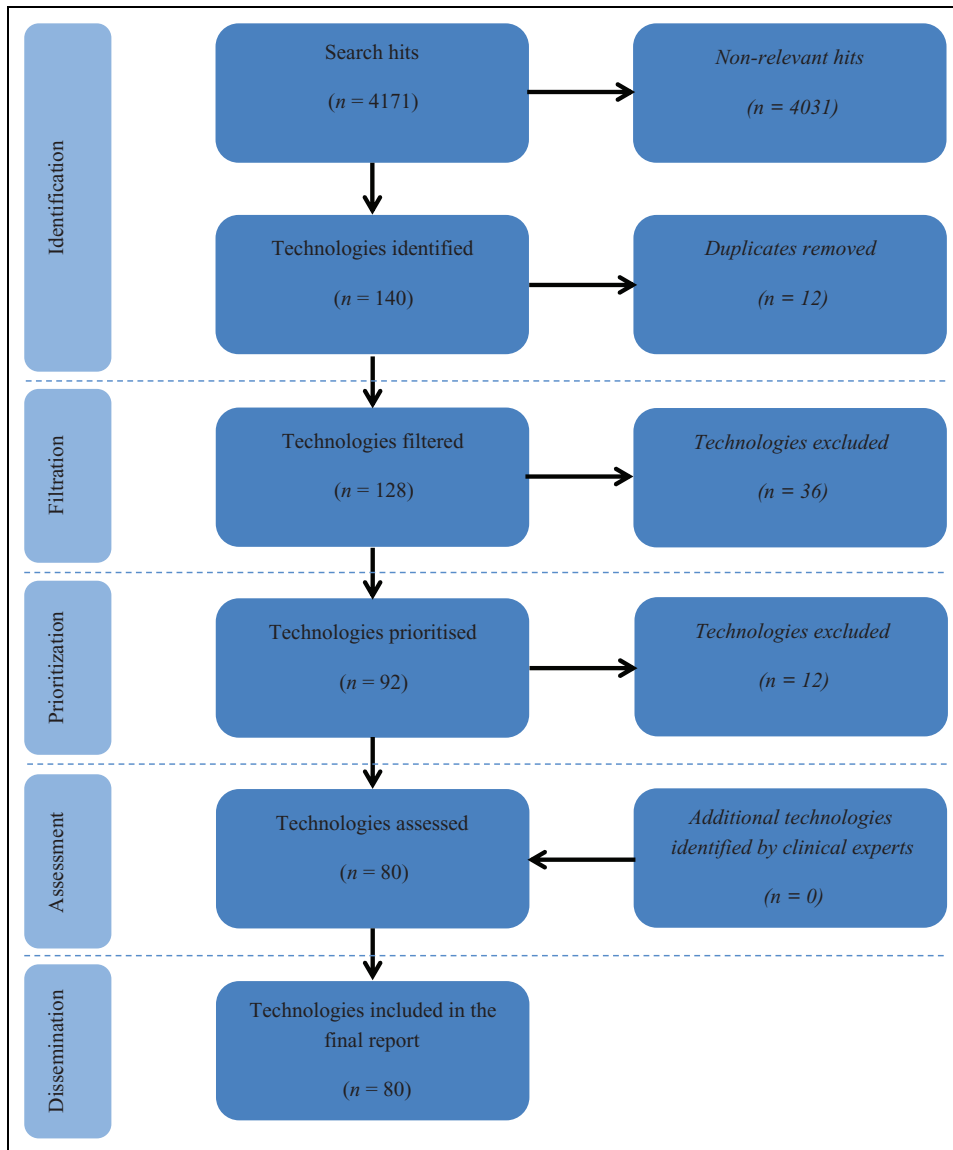 Identification
Search hits
(n = 4171)
Non-relevant hits
(n = 4031)
Technologies identified
(n = 140)
Duplicates removed
(n = 12)
Filtration
Technologies filtered
(n = 128)
Technologies excluded
(n = 36)
Prioritization
Technologies prioritised
(n = 92)
Technologies excluded
(n = 12)
Assessment
Technologies assessed
(n = 80)
Additional technologies
identified by clinical experts
(n = 0)
Dissemination
Technologies included in the
final report
(n = 80)